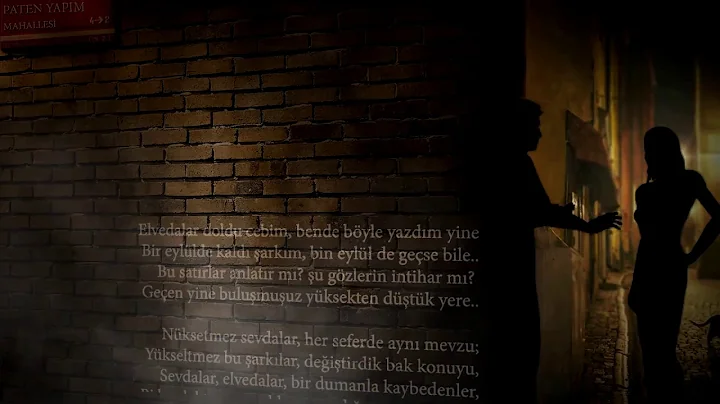 PATEN YAPIM
MAHALLESİ
Elvedalar doldu cebim, bende böyle yazdım yine
Bir eylülde kaldı şarkım, bin eylül de geçse bile..
Bu satırlar anlatır mı? şu gözlerin intihar mı?
Geçen yine buluşmuşuz yüksekten düştük yere..
Nüksetmez sevdalar, her seferde aynı mevzu;
Yükseltmez bu şarkılar, değiştirdik bak konuyu,
Sevdalar, elvedalar, bir dumanla kaybedenler,